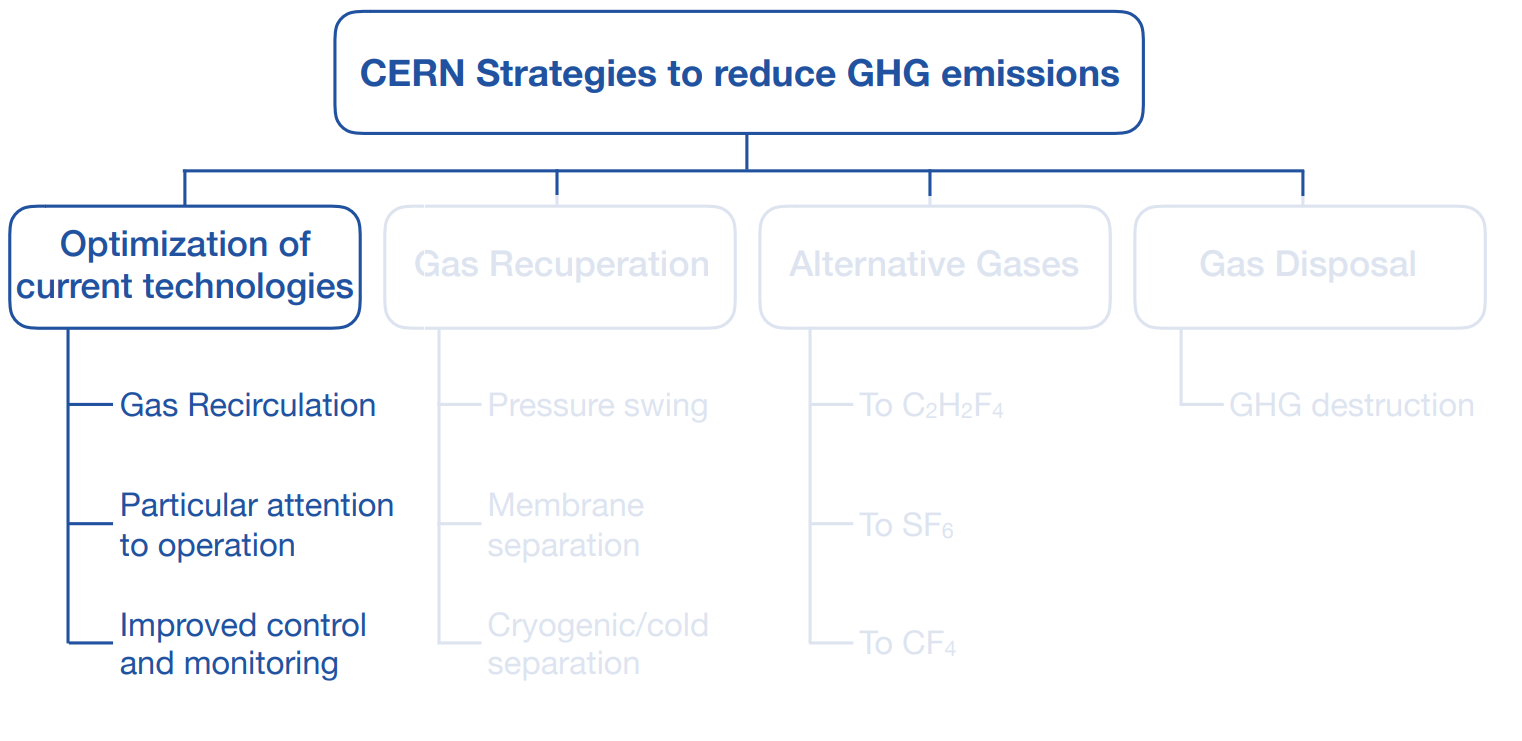 CERN Strategies to reduce GHG emissions
Optimization of
current technologies
Gas Recirculation
Particular attention
to operation
Improved control
and monitoring
Gas Recuperation
Pressure swing
Membrane
separation
Cryogenic/cold
separation
Alternative Gases
To C₂H₂F₄
To SF₆
To CF₄
Gas Disposal
GHG destruction